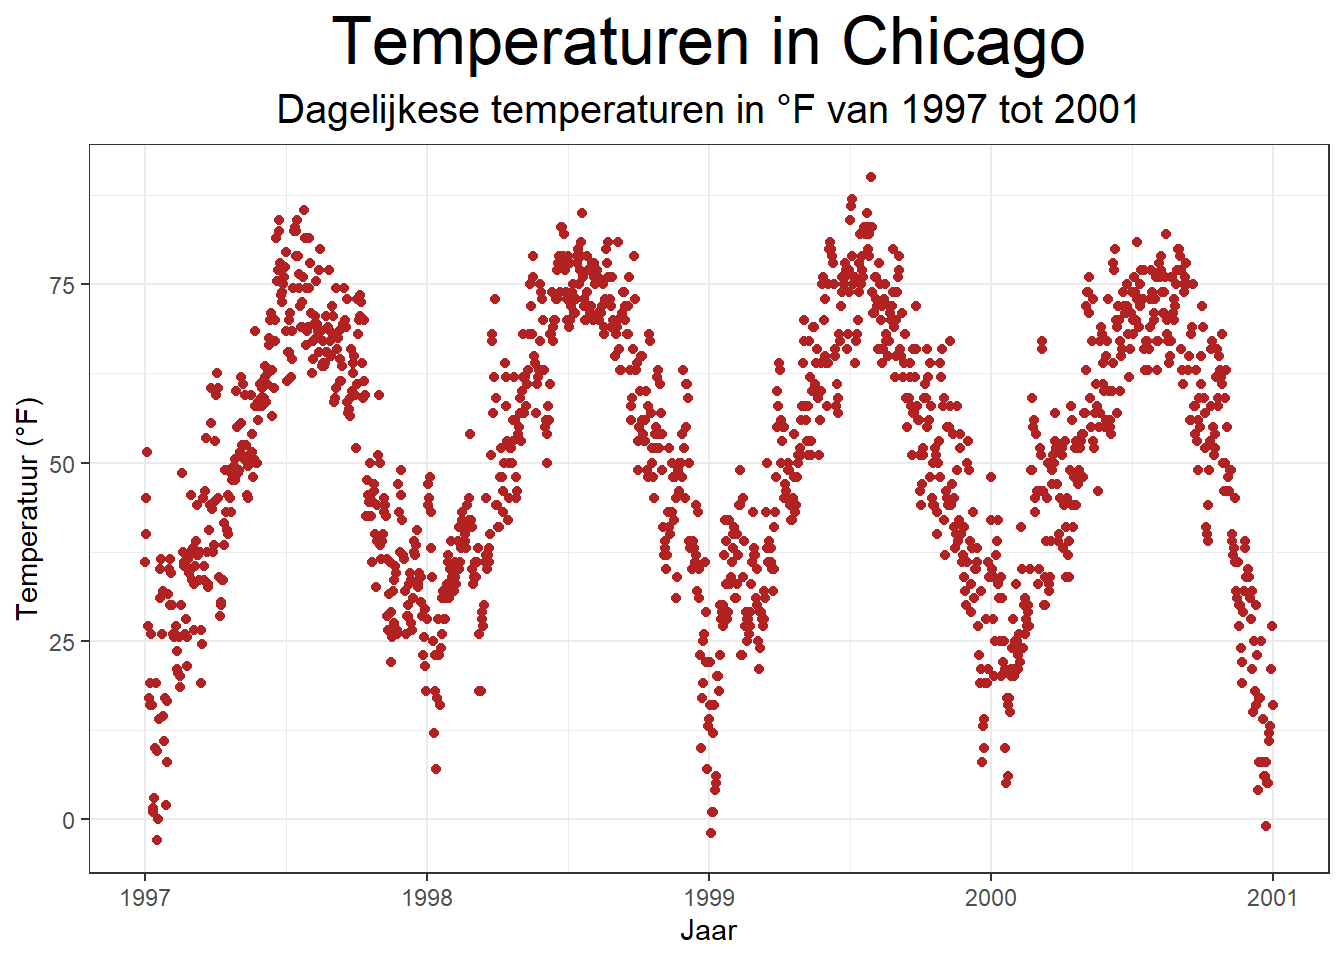 Temperaturen in Chicago
Dagelijkese temperaturen in °F van 1997 tot 2001
Temperatuur (°F)
75
50
25
0
1997 1998 1999 2000 2001
Jaar